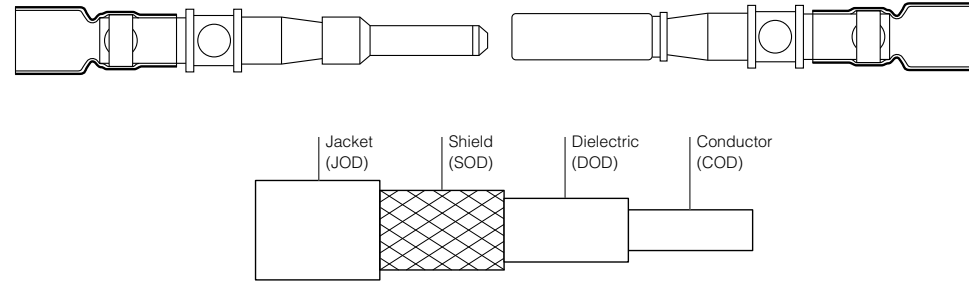 Jacket
(JOD)
Shield
(SOD)
Dielectric
(DOD)
Conductor
(COD)